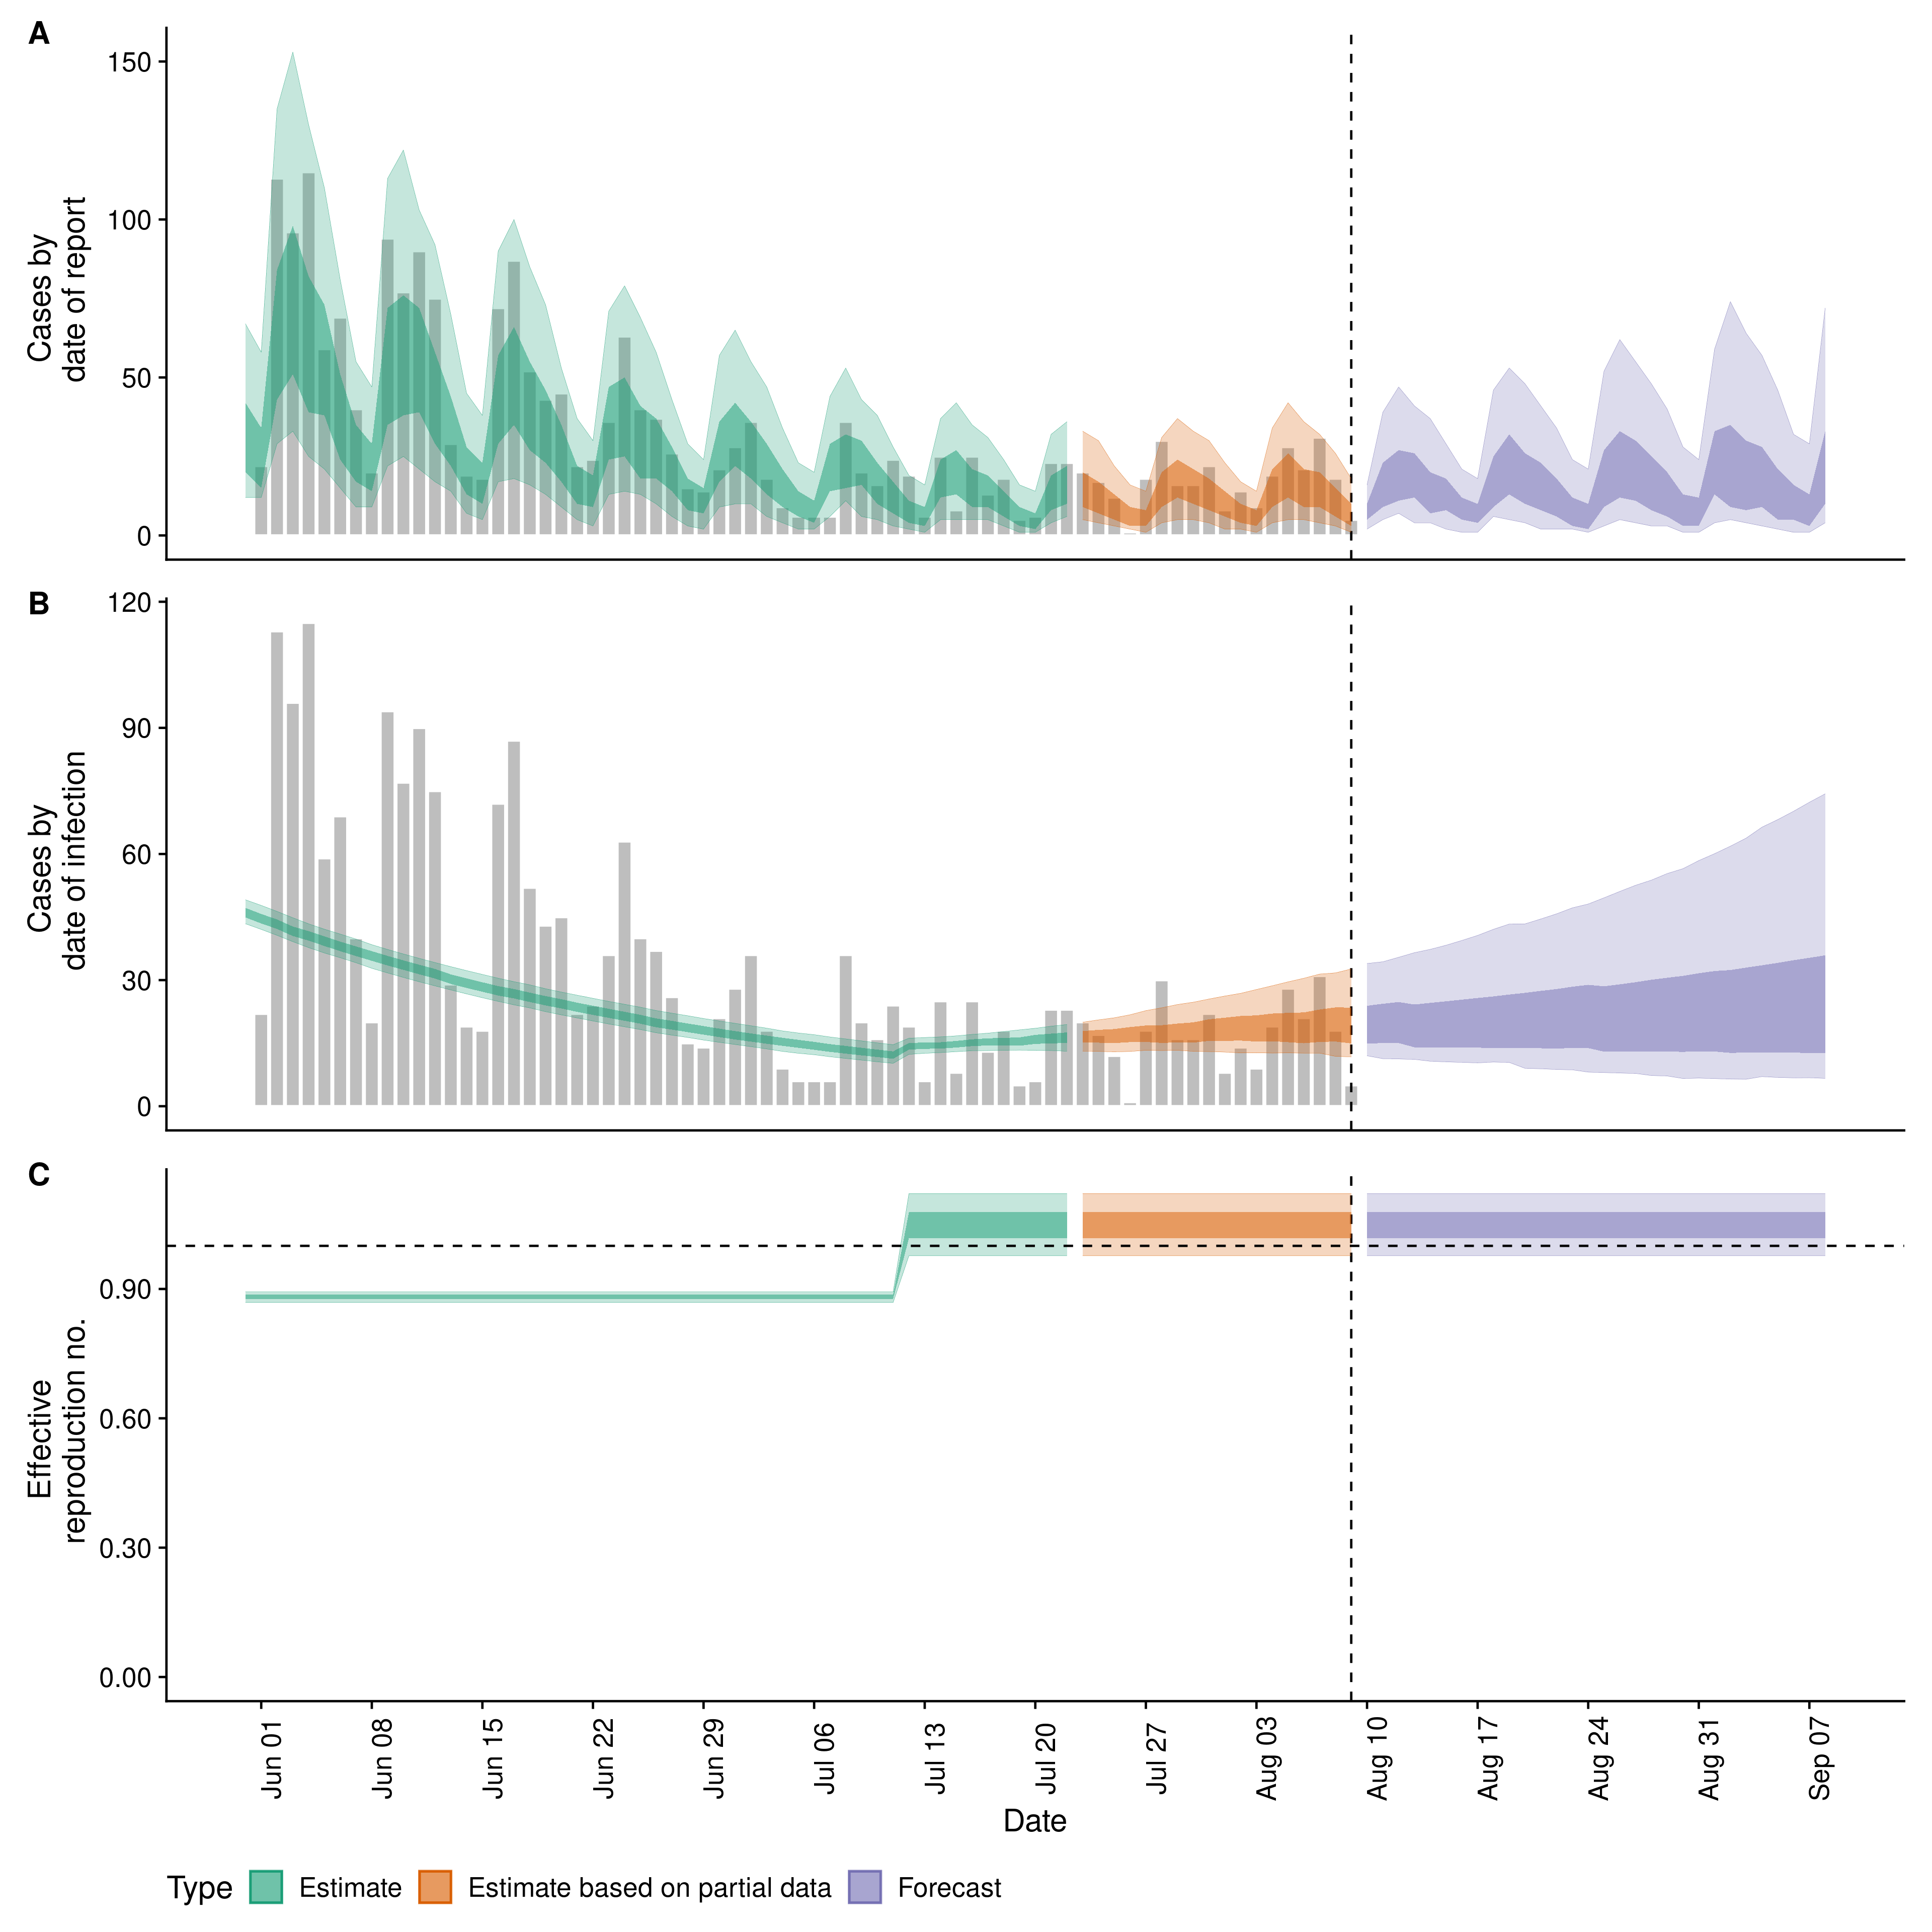 A
Cases by
date of report
150
100
50
0
B
Cases by
date of infection
120
90
60
30
0
C
Effective
reproduction no.
0.90
0.60
0.30
0.00
Jun 01
Jun 08
Jun 15
Jun 22
Jun 29
Jul 06
Jul 13
Jul 20
Jul 27
Aug 03
Aug 10
Aug 17
Aug 24
Aug 31
Sep 07
Date
Type Estimate Estimate based on partial data Forecast